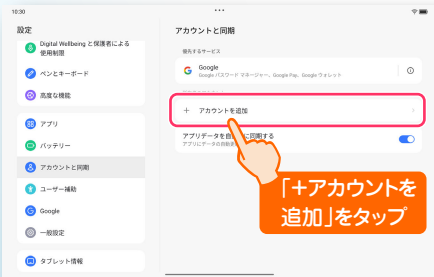 10:30
設定
Digital Wellbeing と保護者による
使用制限
ペンとキーボード
高度な機能
アプリ
バッテリー
アカウントと同期
ユーザー補助
Google
一般設定
タブレット情報
アカウントと同期
優先するサービス
Google
Google パスワード マネージャー、Google Pay、Google ウォレット
＋ アカウントを追加
アプリデータを自動
に同期する
アプリにデータの自動更
「＋アカウントを
追加」をタップ